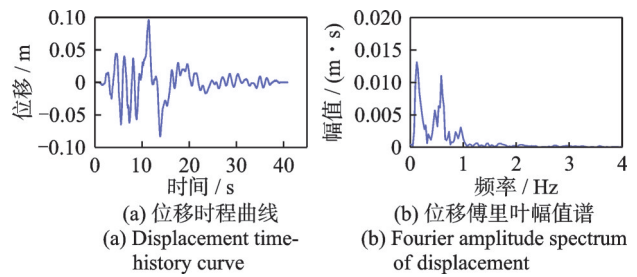 0.10
0.05
0
−0.05
−0.10
位移 / m
0 10 20 30 40 50
时间 / s
(a) 位移时程曲线
(a) Displacement time-
history curve
0.020
0.015
0.010
0.005
0
幅值 / (m・s)
0 1 2 3 4
频率 / Hz
(b) 位移傅里叶幅值谱
(b) Fourier amplitude spectrum
of displacement